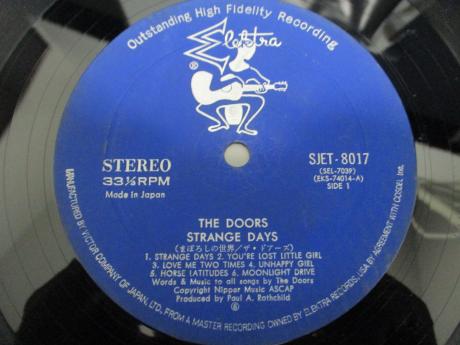 Outstanding High Fidelity Recording
Elektra
®
STEREO
33⅓RPM
Made in Japan
SJET-8017
(SEL-7039)
(EKS-74014-A)
SIDE 1
THE DOORS
STRANGE DAYS
(まぼろしの世界/ザ・ドアーズ)
1. STRANGE DAYS 2. YOU'RE LOST LITTLE GIRL
3. LOVE ME TWO TIMES 4. UNHAPPY GIRL
5. HORSE LATITUDES 6. MOONLIGHT DRIVE
Words & Music to all songs by The Doors
Copyright Nipper Music ASCAP
Produced by Paul A. Rothchild
MANUFACTURED BY VICTOR COMPANY OF JAPAN, LTD. FROM A MASTER RECORDING OWNED BY ELEKTRA RECORDS, USA BY AGREEMENT WITH COSDEL Int.